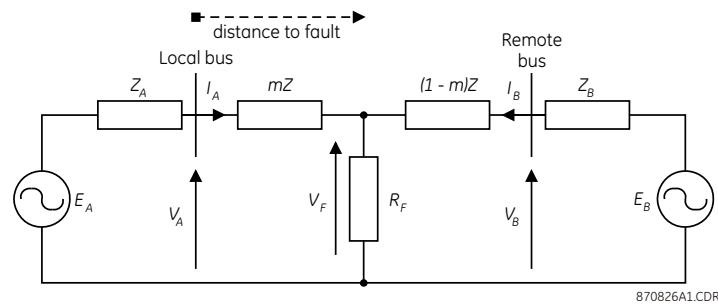 distance to fault
Local bus
Remote
bus
Z_A
I_A
mZ
(1 - m)Z
I_B
Z_B
E_A
V_A
V_F
R_F
V_B
E_B
870826A1.CDR